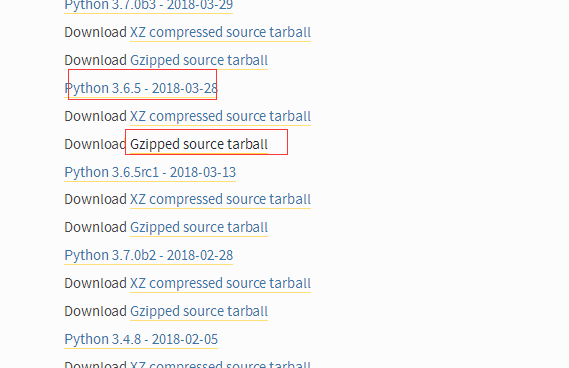 Python 3.7.0b3 - 2018-03-29
Download XZ compressed source tarball
Download Gzipped source tarball
Python 3.6.5 - 2018-03-28
Download XZ compressed source tarball
Download Gzipped source tarball
Python 3.6.5rc1 - 2018-03-13
Download XZ compressed source tarball
Download Gzipped source tarball
Python 3.7.0b2 - 2018-02-28
Download XZ compressed source tarball
Download Gzipped source tarball
Python 3.4.8 - 2018-02-05
Download XZ compressed source tarball